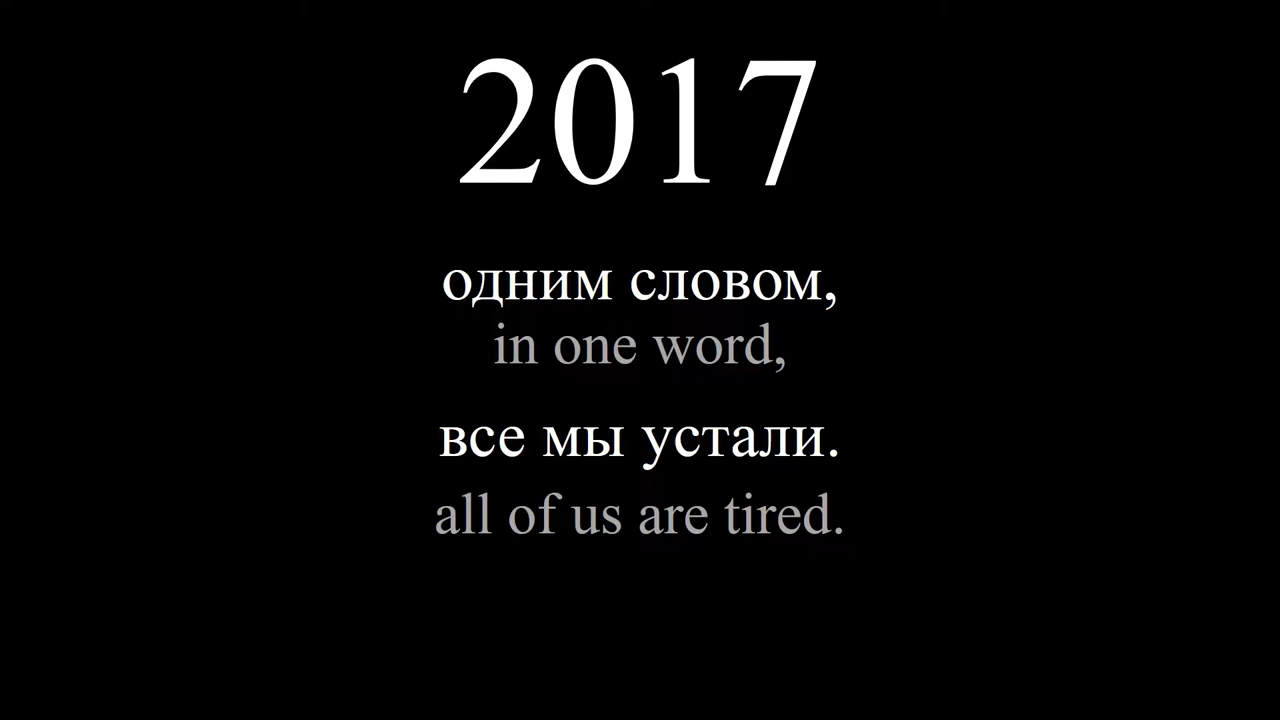 2017
одним словом,
in one word,
все мы устали.
all of us are tired.